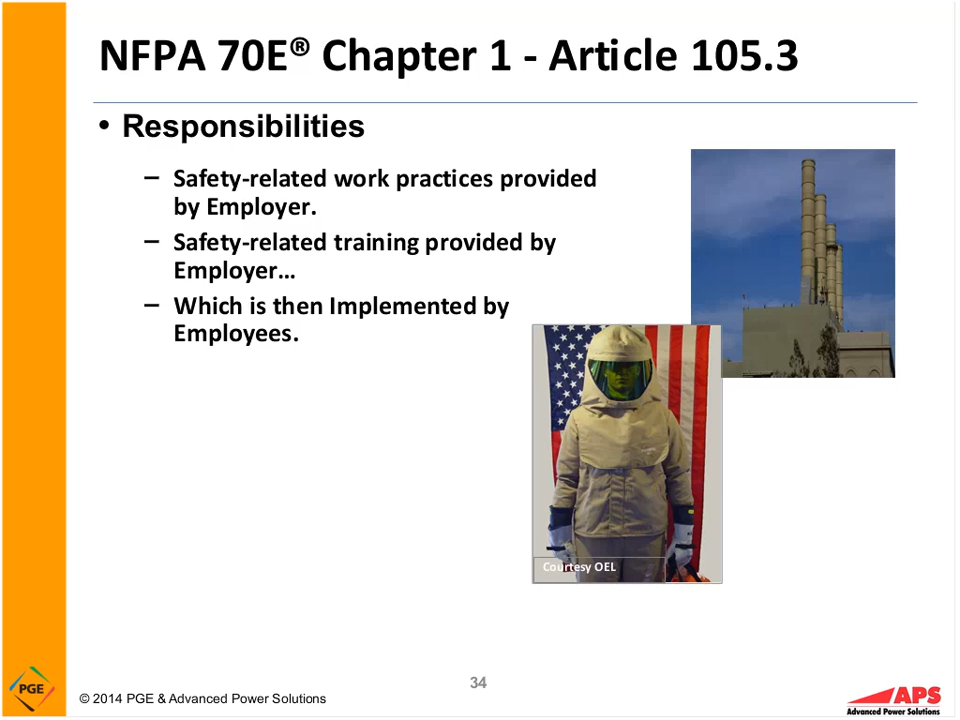 NFPA 70E® Chapter 1 - Article 105.3
• Responsibilities
– Safety-related work practices provided
by Employer.
– Safety-related training provided by
Employer…
– Which is then Implemented by
Employees.
Courtesy OEL
34
PGE
© 2014 PGE & Advanced Power Solutions
APS
Advanced Power Solutions